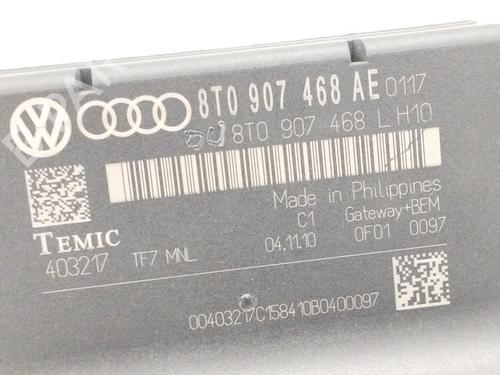 8T0 907 468 AE 0117
8T0 907 468 L H10
Made in Philippines
C1 Gateway+BEM
TEMIC
04.11.10 0F01 0097
403217 TF7 MNL
00403217C158410B0400097